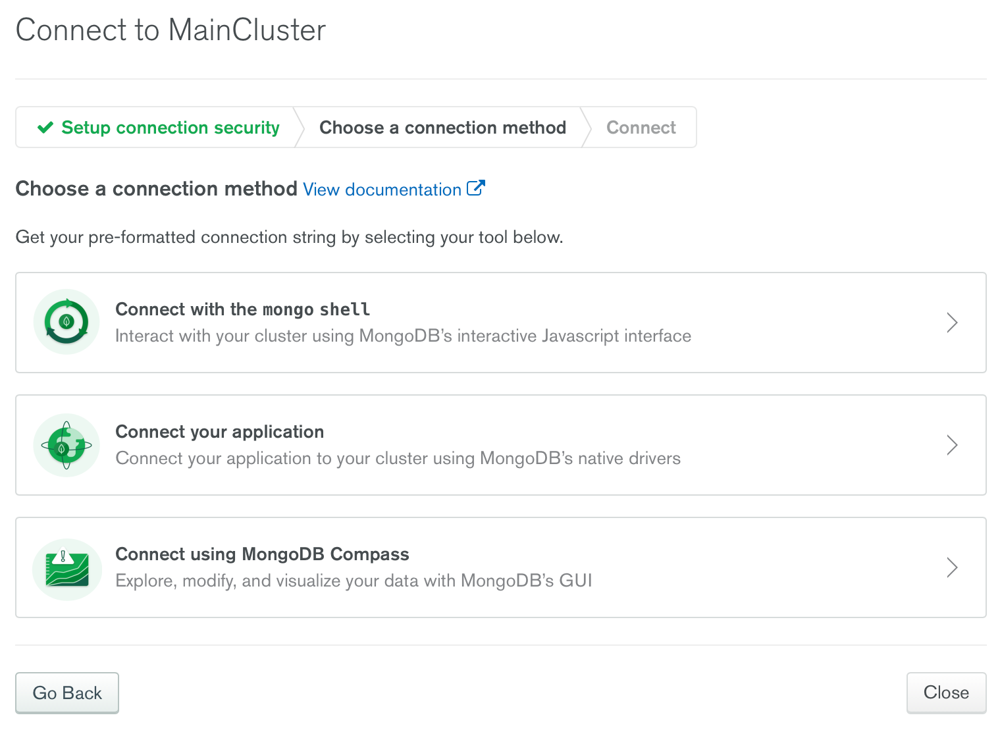 Connect to MainCluster
Setup connection security
Choose a connection method
Connect
Choose a connection method View documentation
Get your pre-formatted connection string by selecting your tool below.
Connect with the mongo shell
Interact with your cluster using MongoDB’s interactive Javascript interface
Connect your application
Connect your application to your cluster using MongoDB’s native drivers
Connect using MongoDB Compass
Explore, modify, and visualize your data with MongoDB’s GUI
Go Back
Close